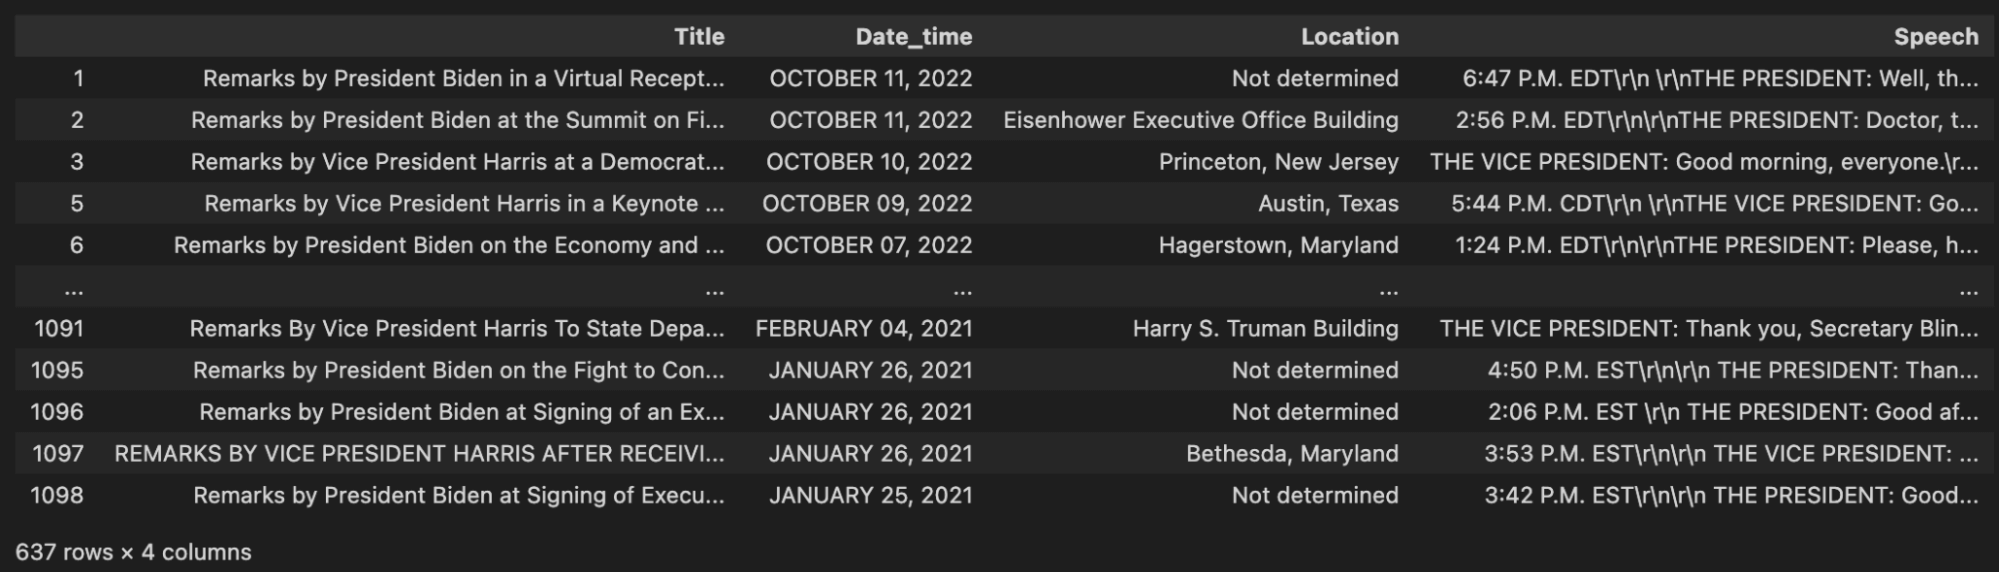 Title Date_time Location Speech
1 Remarks by President Biden in a Virtual Recept... OCTOBER 11, 2022 Not determined 6:47 P.M. EDT\r\n \r\nTHE PRESIDENT: Well, th...
2 Remarks by President Biden at the Summit on Fi... OCTOBER 11, 2022 Eisenhower Executive Office Building 2:56 P.M. EDT\r\n\r\nTHE PRESIDENT: Doctor, t...
3 Remarks by Vice President Harris at a Democrat... OCTOBER 10, 2022 Princeton, New Jersey THE VICE PRESIDENT: Good morning, everyone.\r...
5 Remarks by Vice President Harris in a Keynote ... OCTOBER 09, 2022 Austin, Texas 5:44 P.M. CDT\r\n \r\nTHE VICE PRESIDENT: Go...
6 Remarks by President Biden on the Economy and ... OCTOBER 07, 2022 Hagerstown, Maryland 1:24 P.M. EDT\r\n\r\nTHE PRESIDENT: Please, h...
... ... ... ... ...
1091 Remarks By Vice President Harris To State Depa... FEBRUARY 04, 2021 Harry S. Truman Building THE VICE PRESIDENT: Thank you, Secretary Blin...
1095 Remarks by President Biden on the Fight to Con... JANUARY 26, 2021 Not determined 4:50 P.M. EST\r\n\r\n THE PRESIDENT: Than...
1096 Remarks by President Biden at Signing of an Ex... JANUARY 26, 2021 Not determined 2:06 P.M. EST \r\n THE PRESIDENT: Good af...
1097 REMARKS BY VICE PRESIDENT HARRIS AFTER RECEIVI... JANUARY 26, 2021 Bethesda, Maryland 3:53 P.M. EST\r\n\r\n THE VICE PRESIDENT: ...
1098 Remarks by President Biden at Signing of Execu... JANUARY 25, 2021 Not determined 3:42 P.M. EST\r\n\r\n THE PRESIDENT: Good...
637 rows × 4 columns